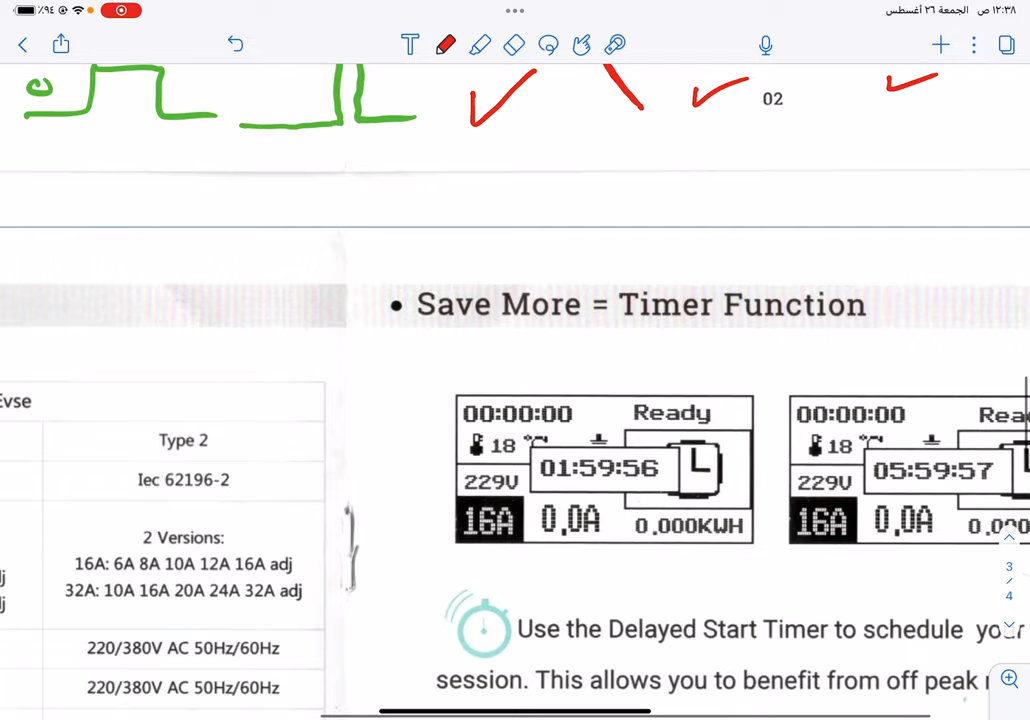 ٪٩٤
١٢:٣٨ ص الجمعة ٢٦ أغسطس
T
02
• Save More = Timer Function
Evse
Type 2
Iec 62196-2
2 Versions:
16A: 6A 8A 10A 12A 16A adj
32A: 10A 16A 20A 24A 32A adj
220/380V AC 50Hz/60Hz
220/380V AC 50Hz/60Hz
00:00:00 Ready
18
01:59:56
229V
16A 0,0A 0.000KWH
00:00:00
18
05:59:57
229V
16A 0,0A
3
/
4
Use the Delayed Start Timer to schedule your
session. This allows you to benefit from off peak